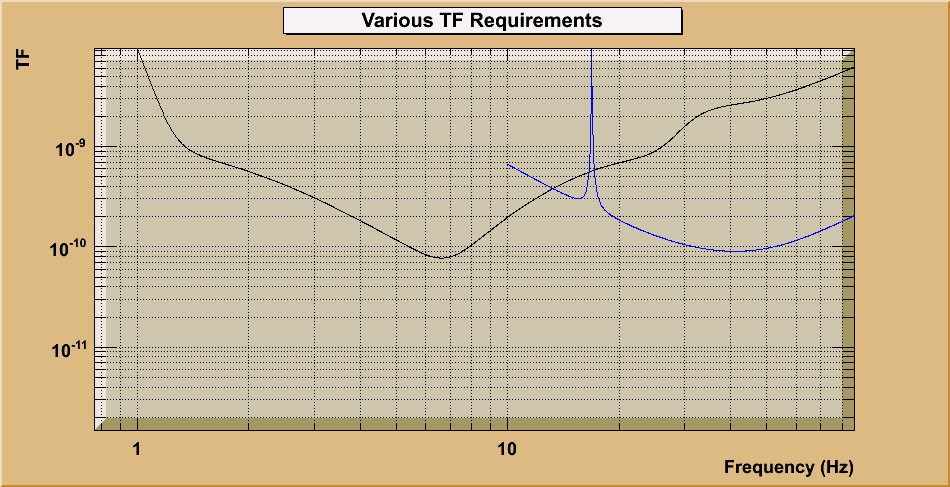 Various TF Requirements
TF
10⁻⁹
10⁻¹⁰
10⁻¹¹
1 10
Frequency (Hz)